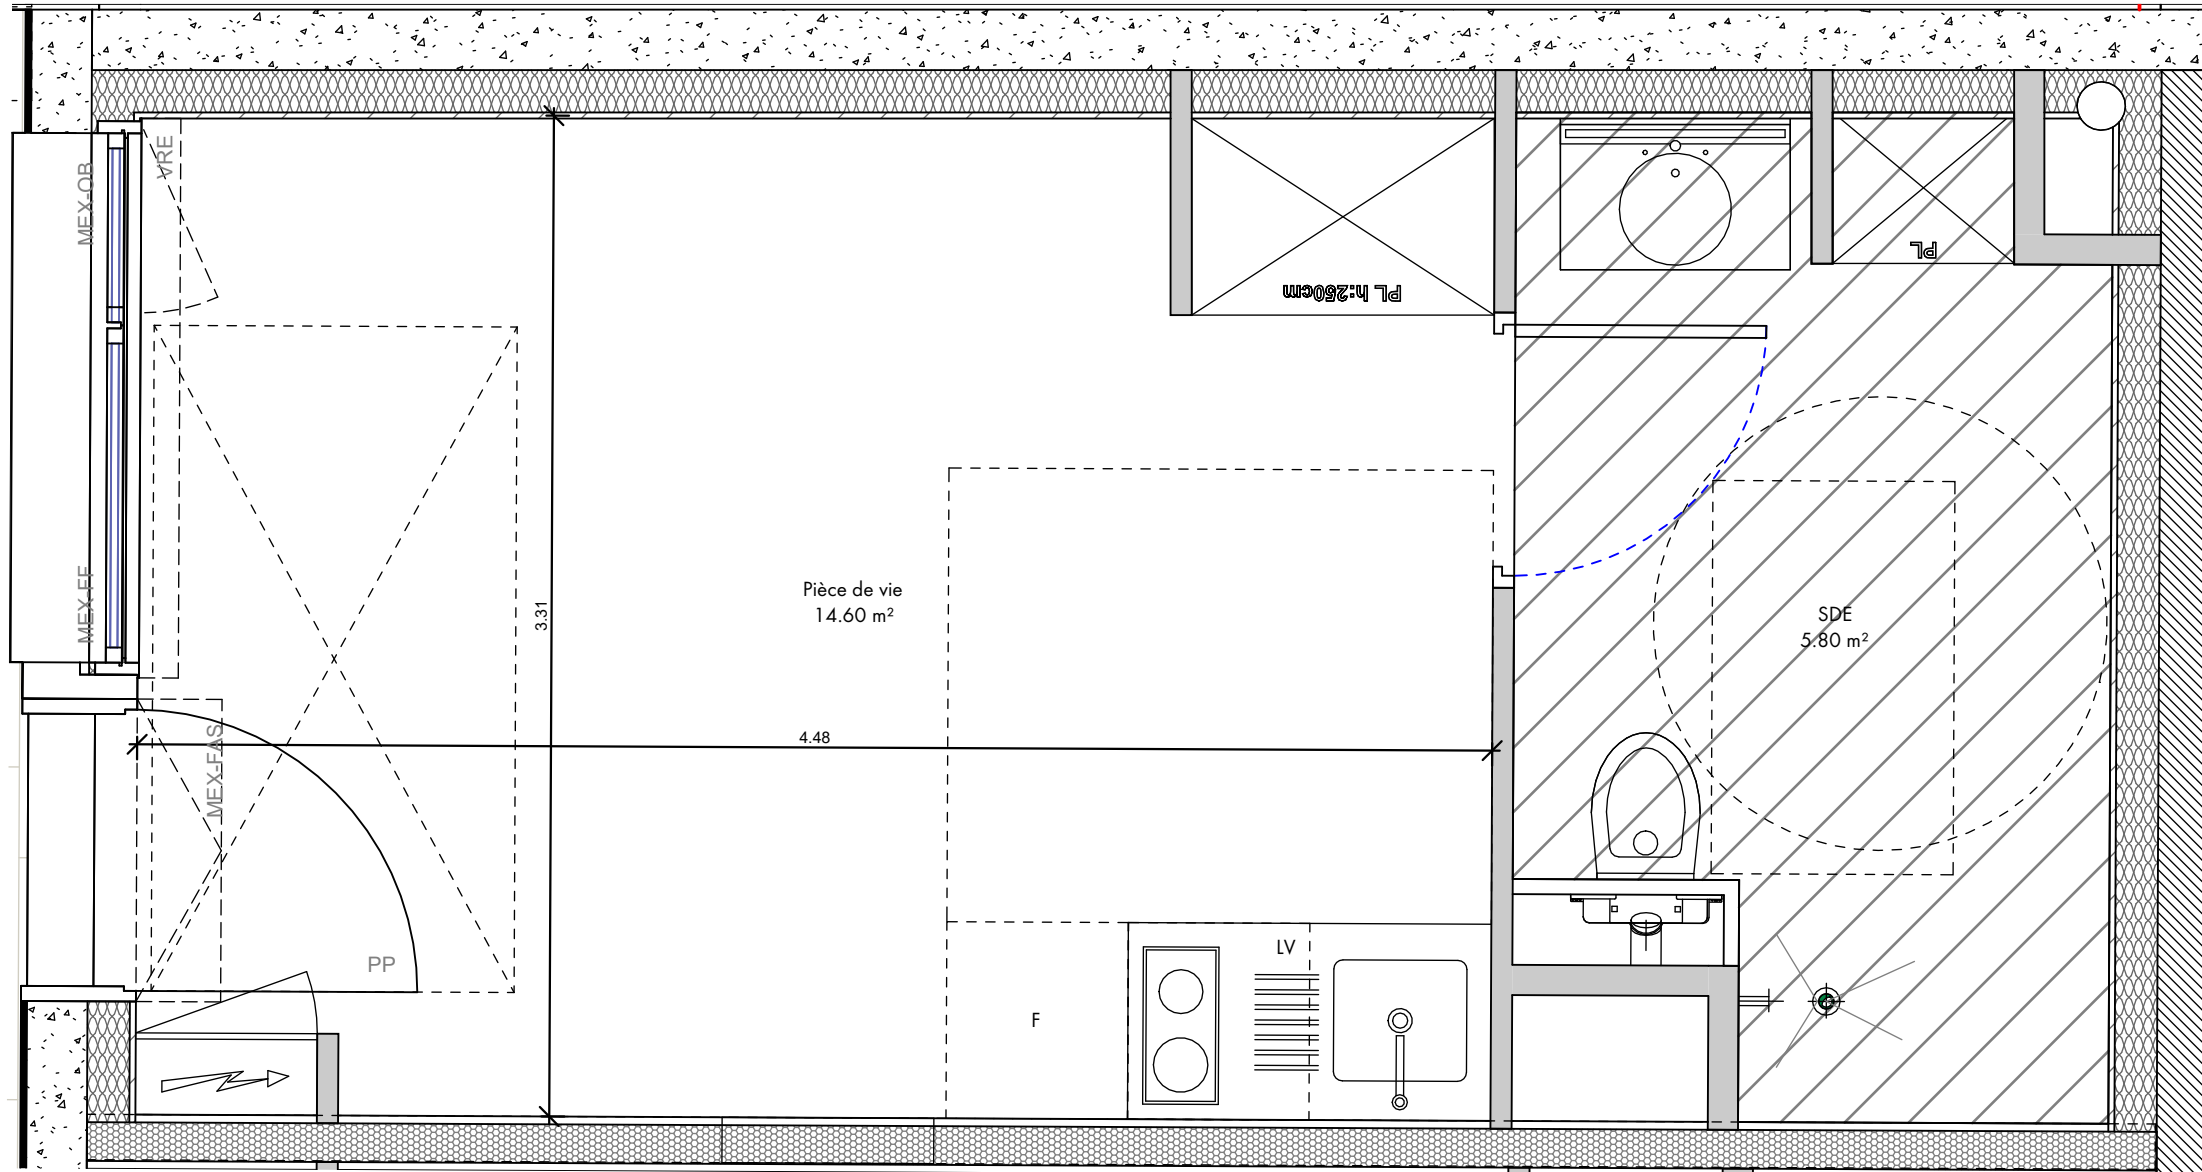 MEX-OB
VRE
PL h:250cm
PL
MEX-FF
3.31
Pièce de vie
14.60 m²
SDE
5.80 m²
4.48
MEX-FAS
PP
LV
F